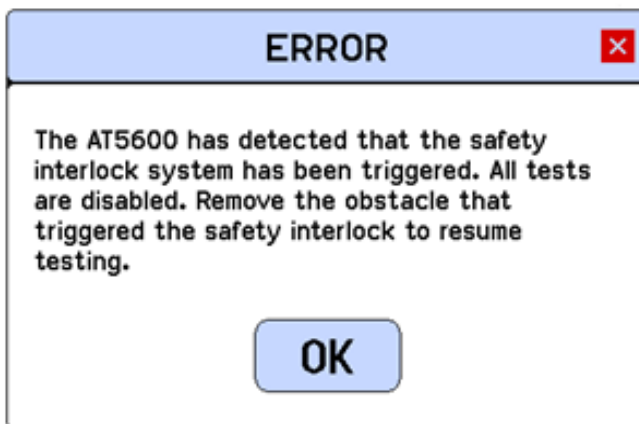 ERROR
The AT5600 has detected that the safety
interlock system has been triggered. All tests
are disabled. Remove the obstacle that
triggered the safety interlock to resume
testing.
OK